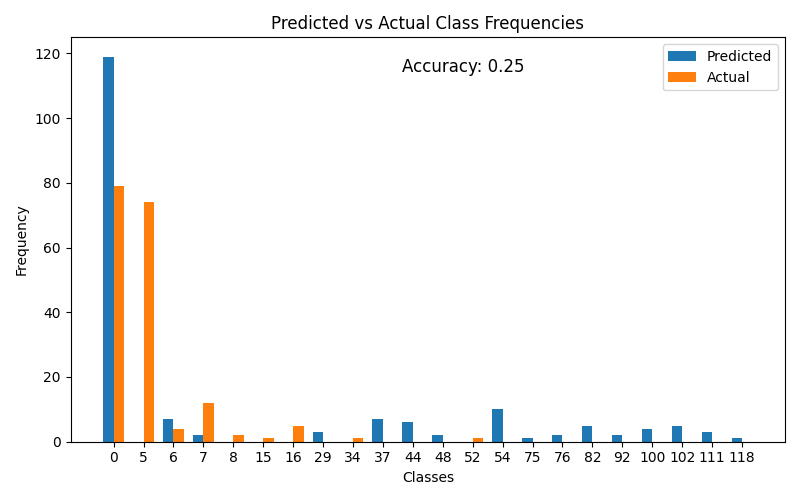 Predicted vs Actual Class Frequencies
Accuracy: 0.25
Predicted
Actual
Frequency
120
100
80
60
40
20
0
0 5 6 7 8 15 16 29 34 37 44 48 52 54 75 76 82 92 100 102 111 118
Classes